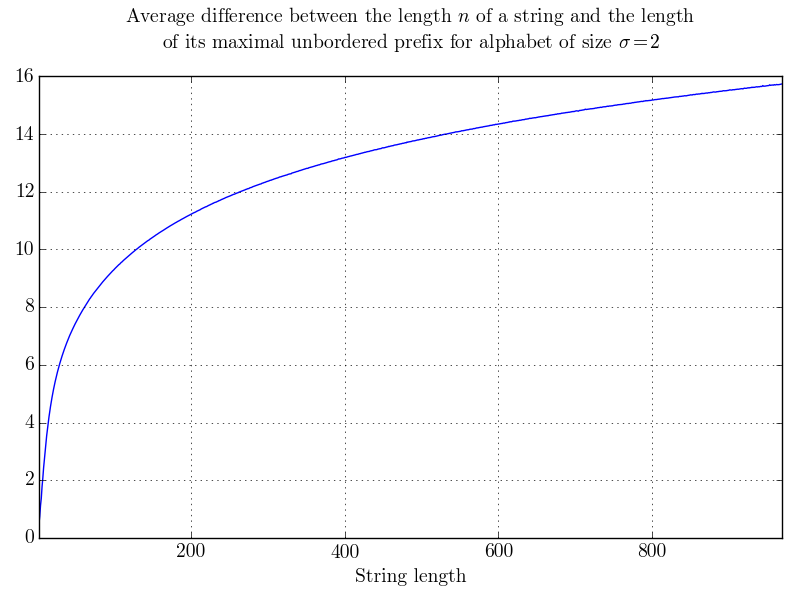 Average difference between the length n of a string and the length
of its maximal unbordered prefix for alphabet of size σ=2
16
14
12
10
8
6
4
2
0
200 400 600 800
String length